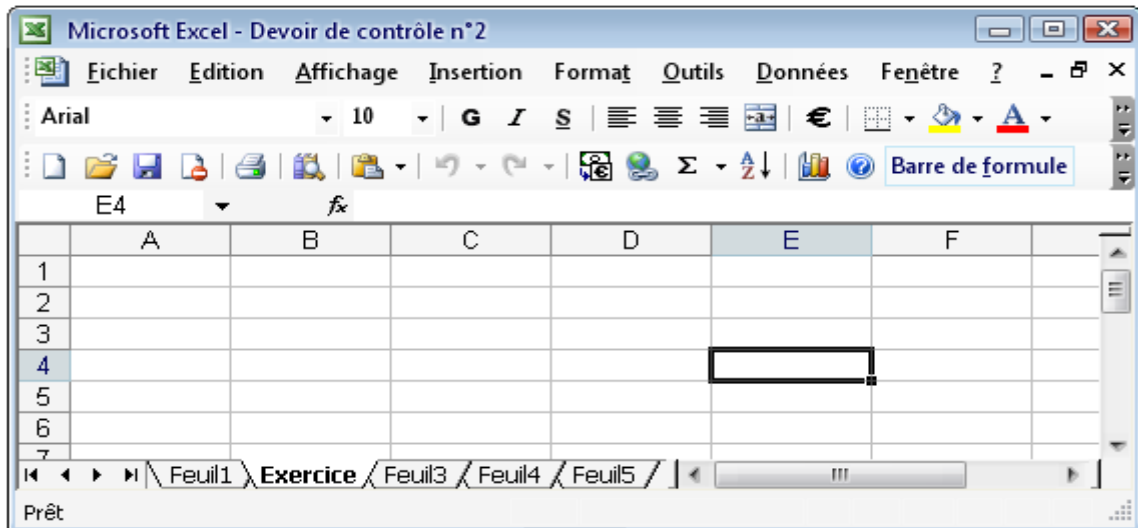 Microsoft Excel - Devoir de contrôle n°2
Fichier Edition Affichage Insertion Format Outils Données Fenêtre ?
Arial 10 G I S € A
Σ Barre de formule
E4 fx
A B C D E F
1
2
3
4
5
6
7
Feuil1 Exercice Feuil3 Feuil4 Feuil5
Prêt